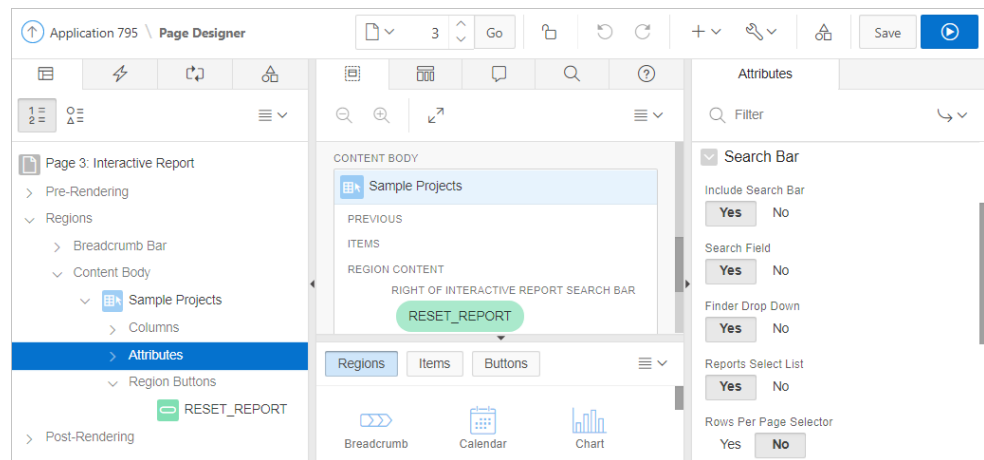 Application 795 \ Page Designer
3
Go
Save
Attributes
Filter
Page 3: Interactive Report
Pre-Rendering
Regions
Breadcrumb Bar
Content Body
Sample Projects
Columns
Attributes
Region Buttons
RESET_REPORT
Post-Rendering
CONTENT BODY
Sample Projects
PREVIOUS
ITEMS
REGION CONTENT
RIGHT OF INTERACTIVE REPORT SEARCH BAR
RESET_REPORT
Regions Items Buttons
Breadcrumb Calendar Chart
Search Bar
Include Search Bar
Yes No
Search Field
Yes No
Finder Drop Down
Yes No
Reports Select List
Yes No
Rows Per Page Selector
Yes No